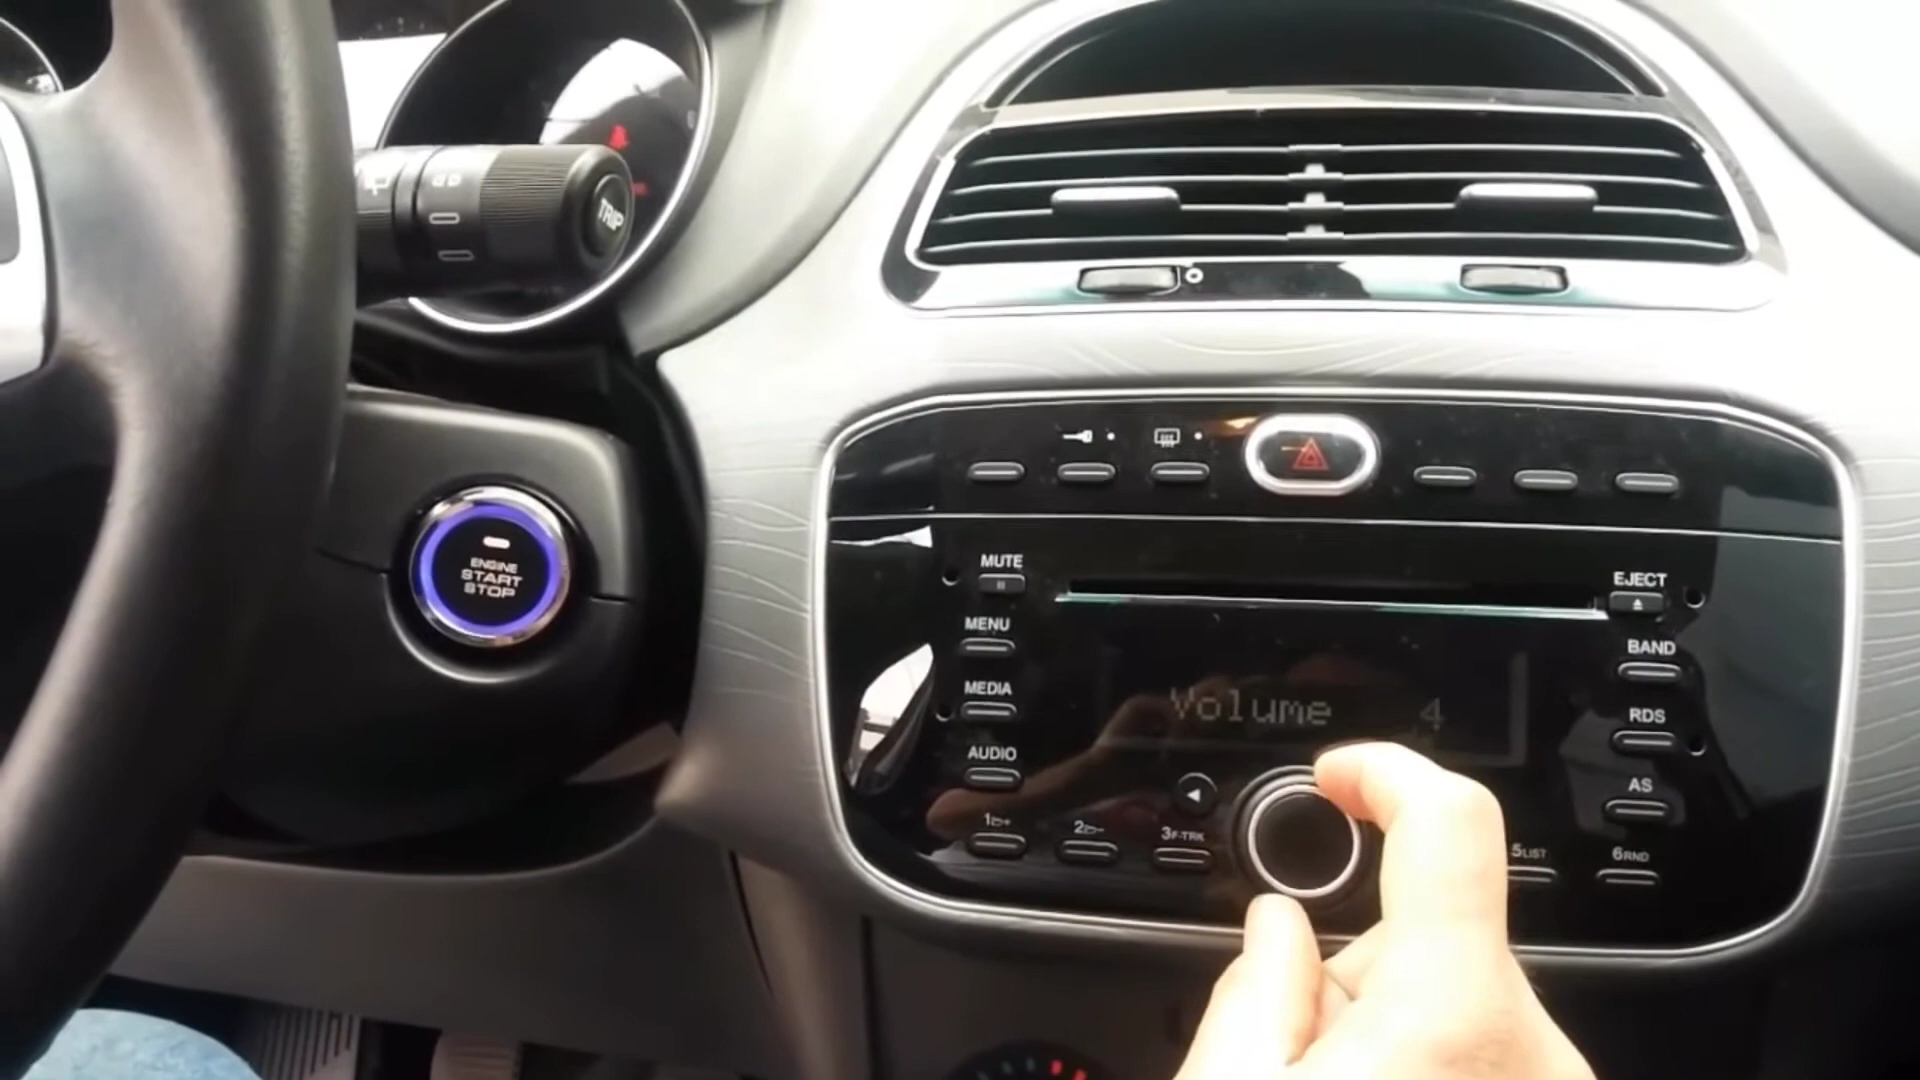 TRIP
ENGINE
START
STOP
MUTE
EJECT
MENU
BAND
Volume 4
MEDIA
RDS
AUDIO
AS
1
2
3F-TRK
5LIST
6RND